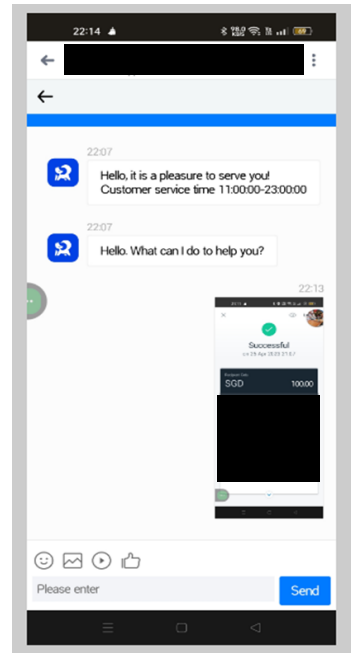 22:14
22:07
Hello, it is a pleasure to serve you!
Customer service time 11:00:00-23:00:00
22:07
Hello. What can I do to help you?
22:13
Successful
SGD 100.00
Please enter
Send